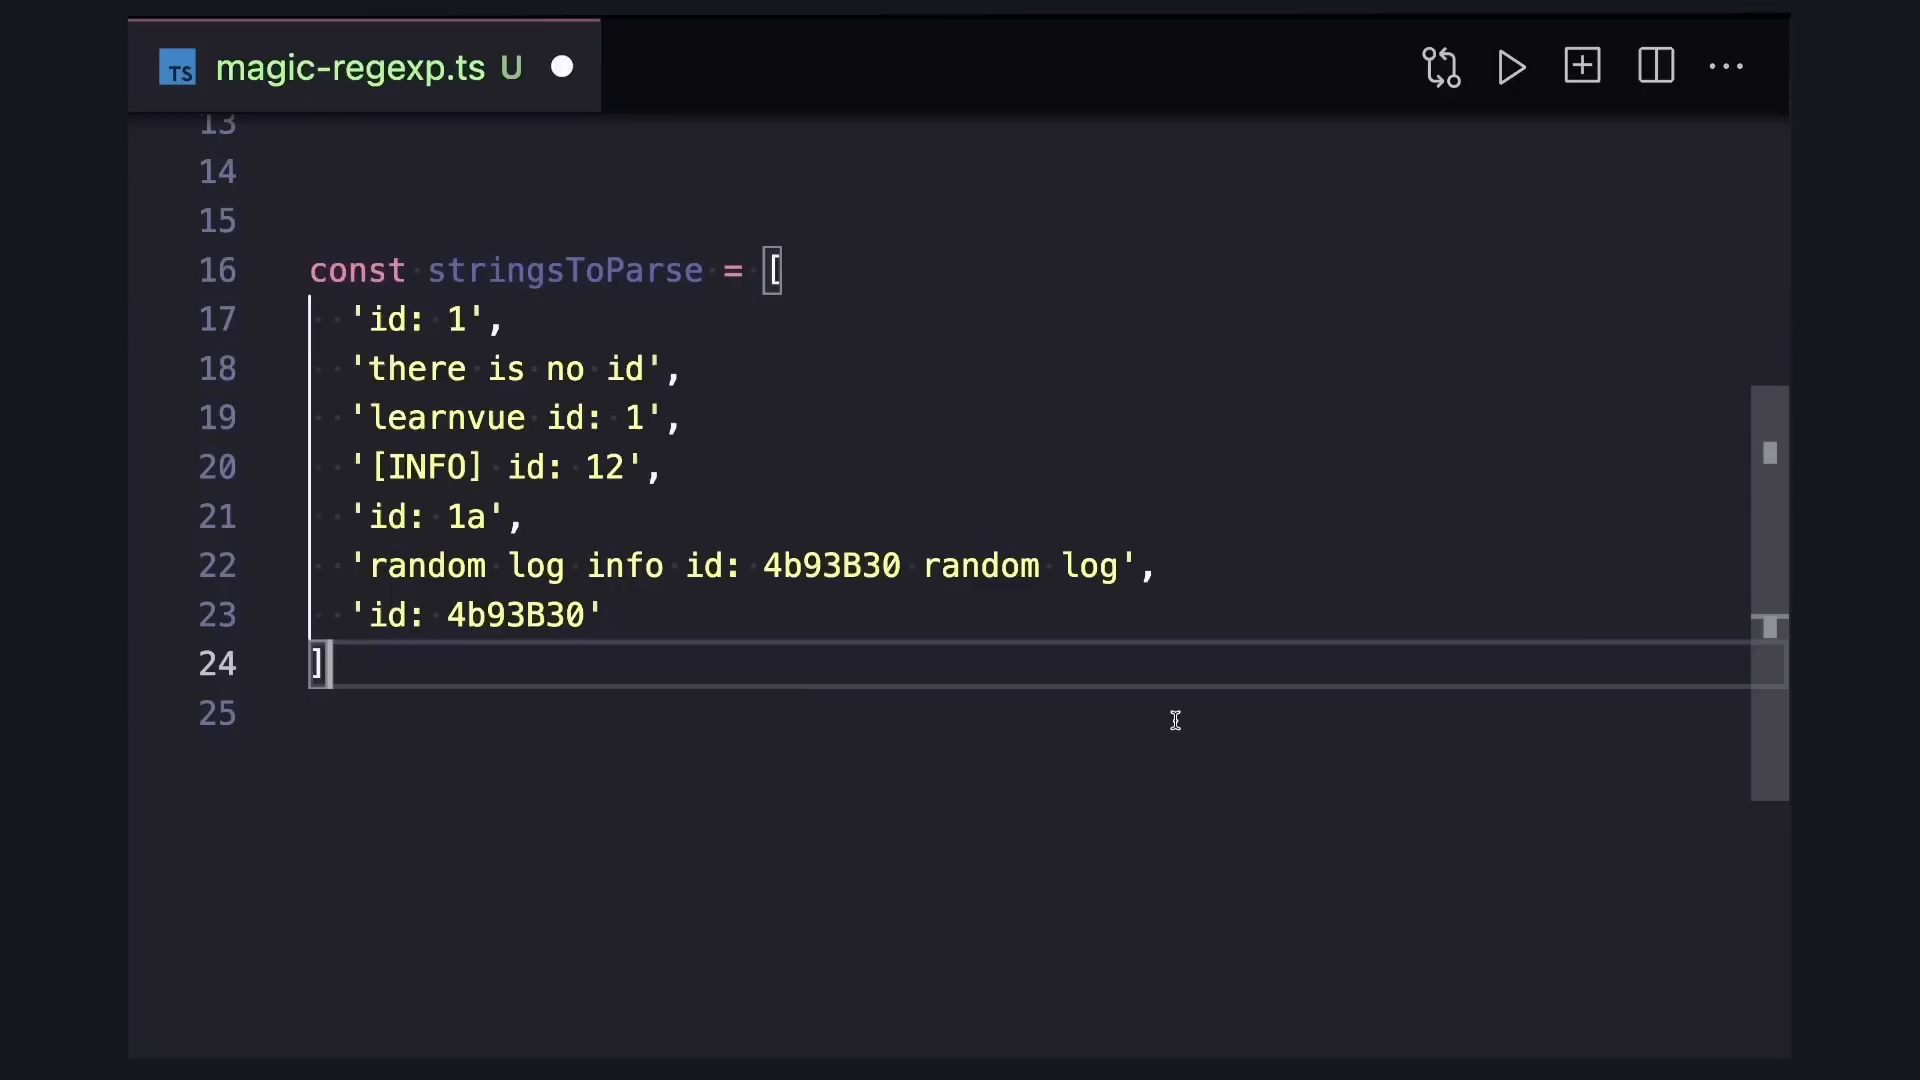 TS magic-regexp.ts U
13
14
15
16 const stringsToParse = [
17 'id: 1',
18 'there is no id',
19 'learnvue id: 1',
20 '[INFO] id: 12',
21 'id: 1a',
22 'random log info id: 4b93B30 random log',
23 'id: 4b93B30'
24 ]
25